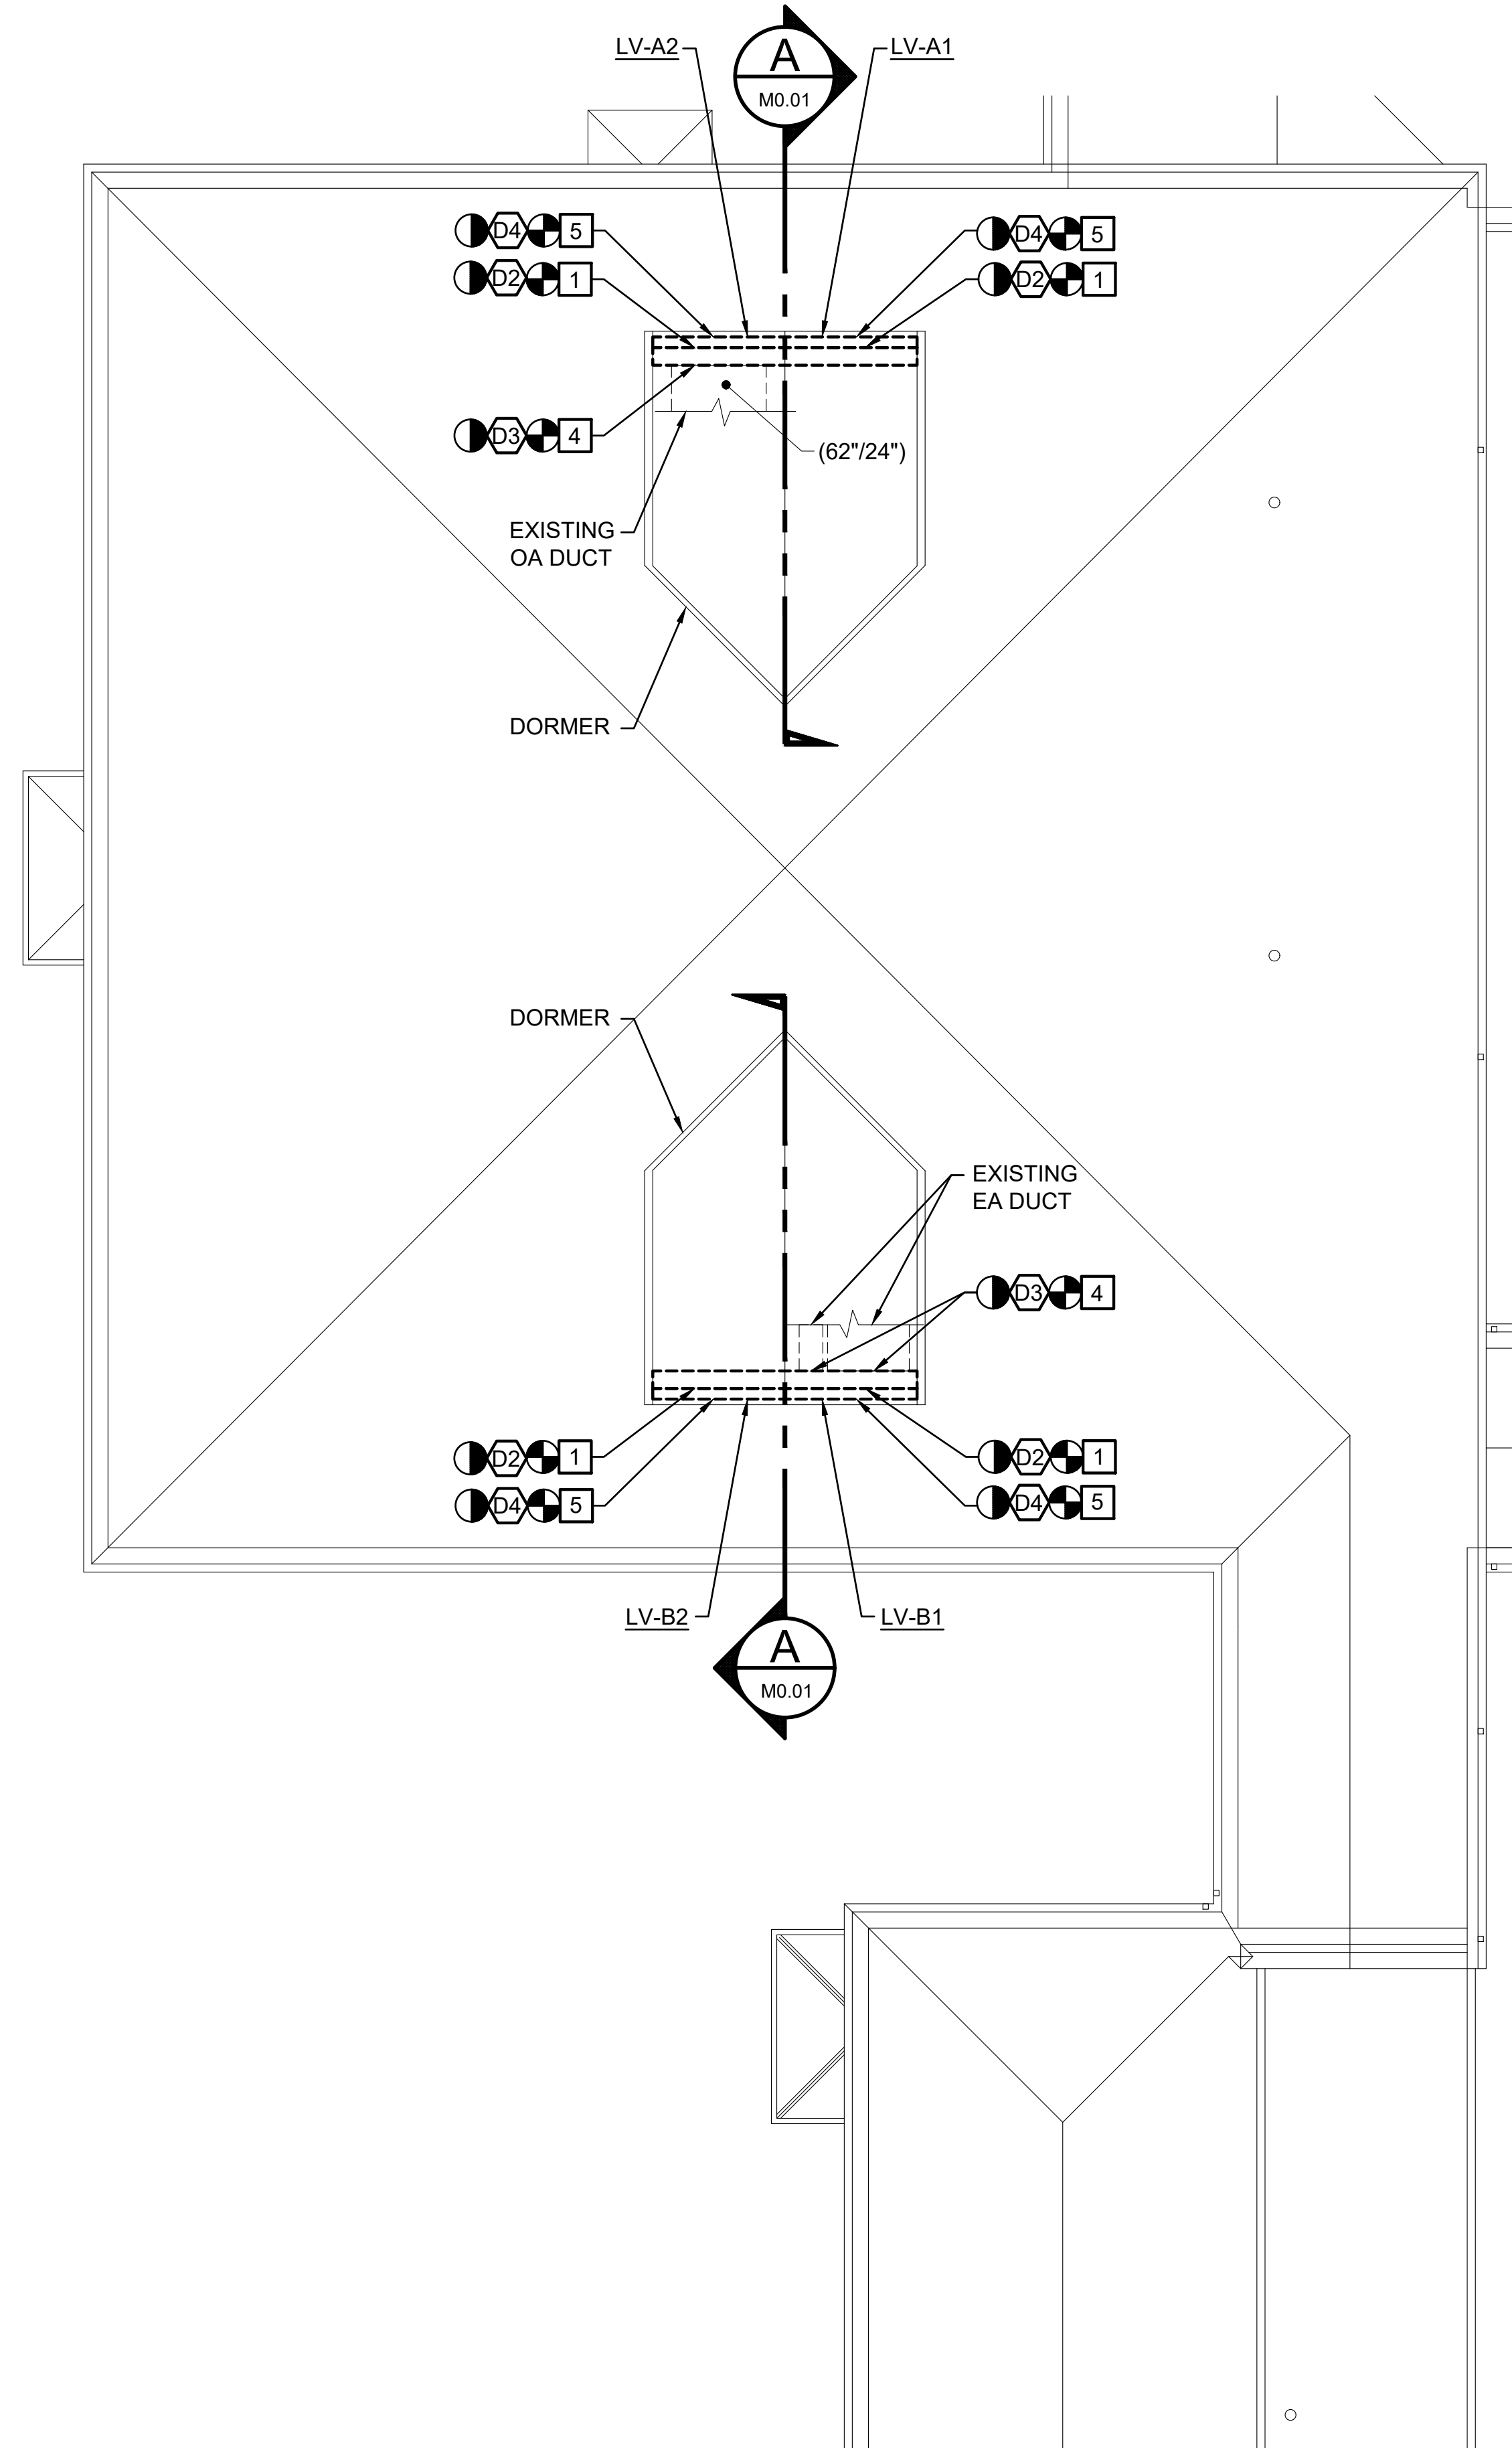 LV-A2
A
M0.01
LV-A1
D4 5
D4 5
D2 1
D2 1
D3 4
(62"/24")
EXISTING
OA DUCT
DORMER
DORMER
EXISTING
EA DUCT
D3 4
D2 1
D2 1
D4 5
D4 5
LV-B2
LV-B1
A
M0.01